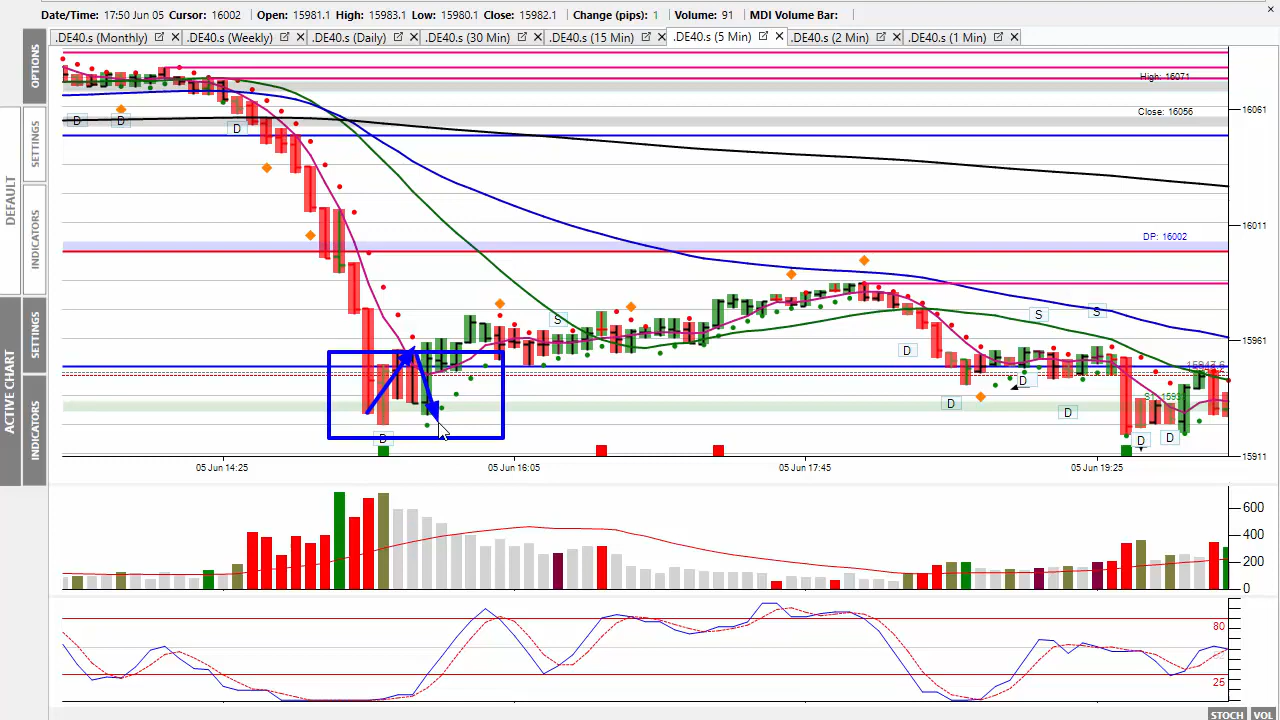 Date/Time: 17:50 Jun 05 Cursor: 16002 Open: 15981.1 High: 15983.1 Low: 15980.1 Close: 15982.1 Change (pips): 1 Volume: 91 MDI Volume Bar:
.DE40.s (Monthly) .DE40.s (Weekly) .DE40.s (Daily) .DE40.s (30 Min) .DE40.s (15 Min) .DE40.s (5 Min) .DE40.s (2 Min) .DE40.s (1 Min)
OPTIONS
SETTINGS
INDICATORS
DEFAULT
SETTINGS
INDICATORS
ACTIVE CHART
High: 16071
16061
Close: 16056
D D D
DP: 16002
16011
S S S
15961
D D D D D D D
15911
05 Jun 14:25 05 Jun 16:05 05 Jun 17:45 05 Jun 19:25
600
400
200
0
80
25
STOCH VOL